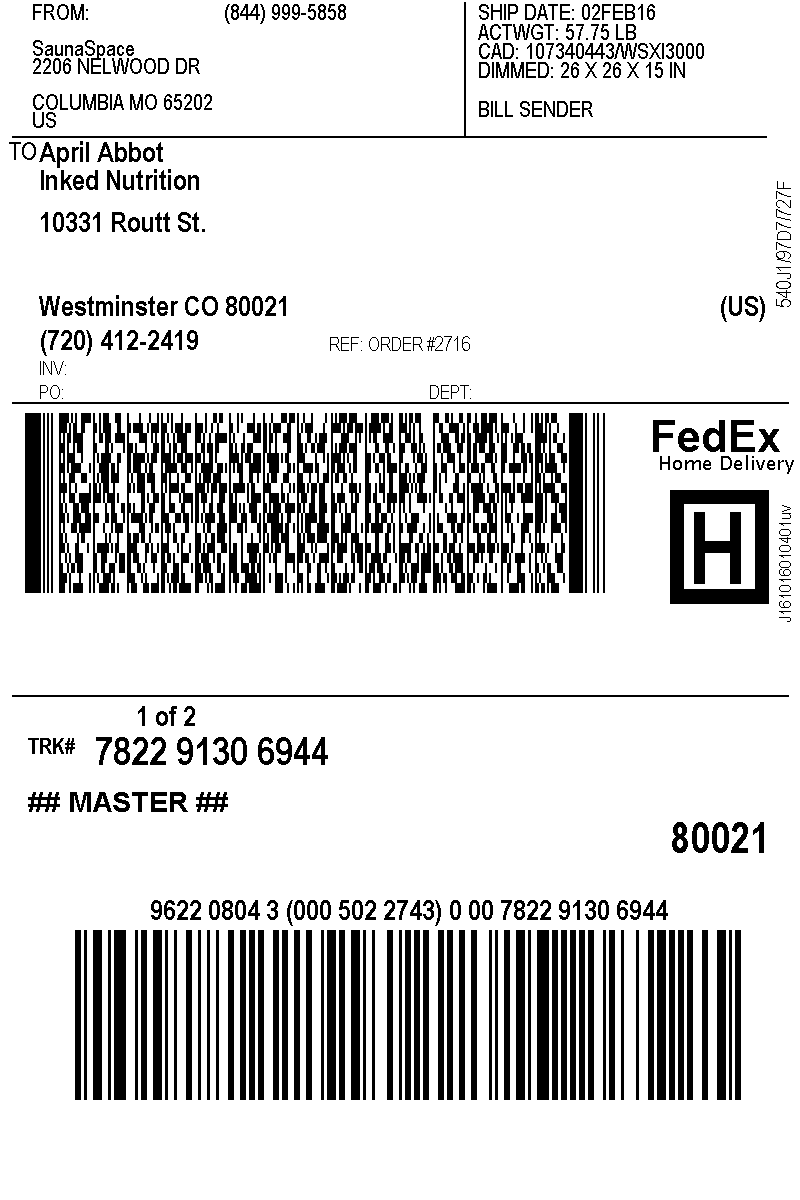 FROM: (844) 999-5858
SaunaSpace
2206 NELWOOD DR
COLUMBIA MO 65202
US
SHIP DATE: 02FEB16
ACTWGT: 57.75 LB
CAD: 107340443/WSXI3000
DIMMED: 26 X 26 X 15 IN
BILL SENDER
TO April Abbot
Inked Nutrition
10331 Routt St.
Westminster CO 80021 (US)
(720) 412-2419 REF: ORDER #2716
INV:
PO: DEPT:
540J1/97D7/727F
FedEx
Home Delivery
H
J161016010401uv
1 of 2
TRK# 7822 9130 6944
## MASTER ##
80021
9622 0804 3 (000 502 2743) 0 00 7822 9130 6944